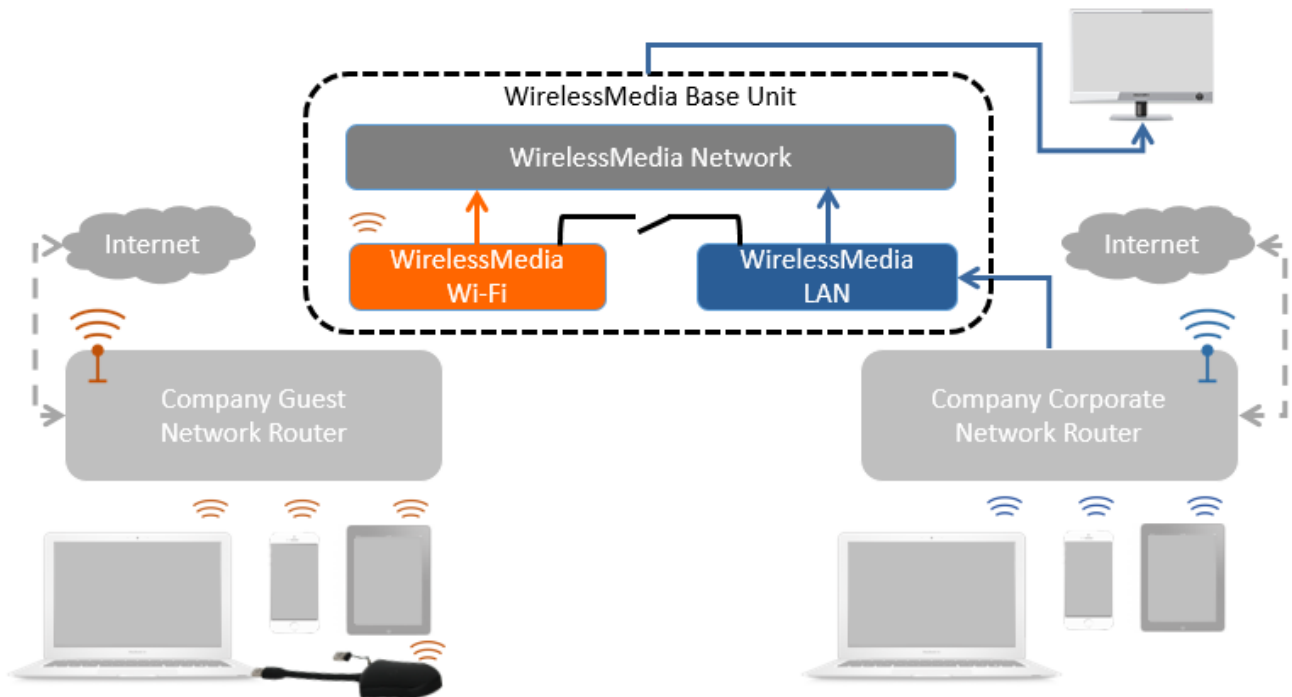 WirelessMedia Base Unit
WirelessMedia Network
Internet
WirelessMedia
Wi-Fi
WirelessMedia
LAN
Internet
Company Guest
Network Router
Company Corporate
Network Router